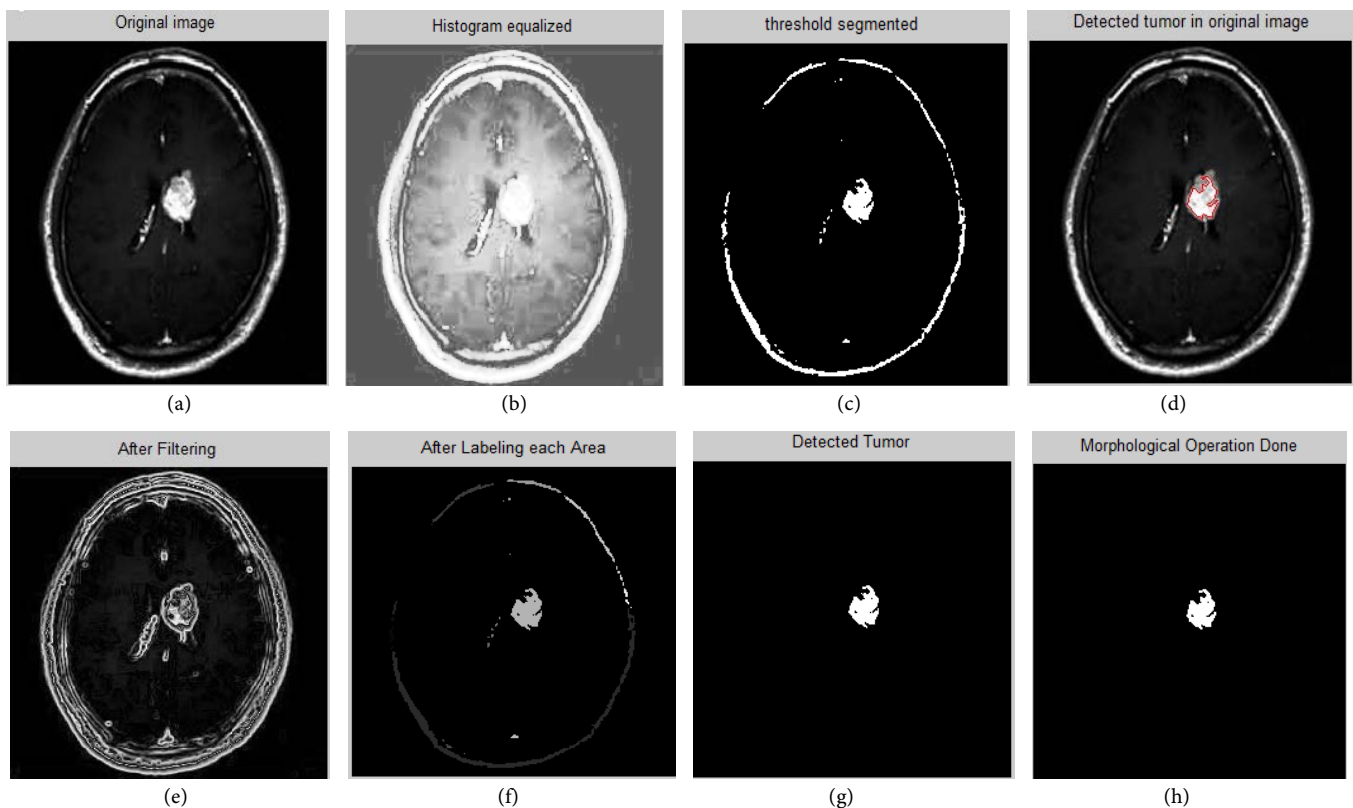 Original image
Histogram equalized
threshold segmented
Detected tumor in original image
(a)
(b)
(c)
(d)
After Filtering
After Labeling each Area
Detected Tumor
Morphological Operation Done
(e)
(f)
(g)
(h)